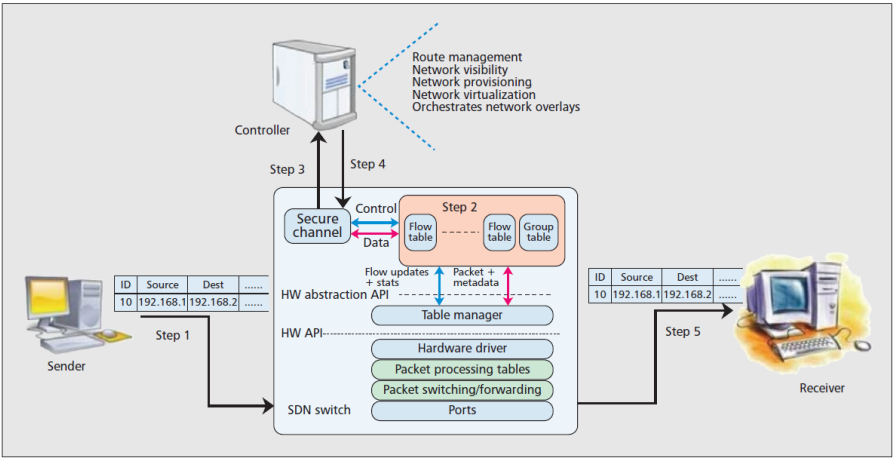 Route management
Network visibility
Network provisioning
Network virtualization
Orchestrates network overlays
Controller
Step 3
Step 4
Control
Step 2
Secure
channel
Flow
table
Flow
table
Group
table
Data
Flow updates
+ stats
Packet +
metadata
ID Source Dest ......
10 192.168.1 192.168.2 ......
ID Source Dest ......
10 192.168.1 192.168.2 ......
HW abstraction API
Table manager
Step 1
HW API
Step 5
Hardware driver
Sender
Packet processing tables
Receiver
Packet switching/forwarding
SDN switch
Ports